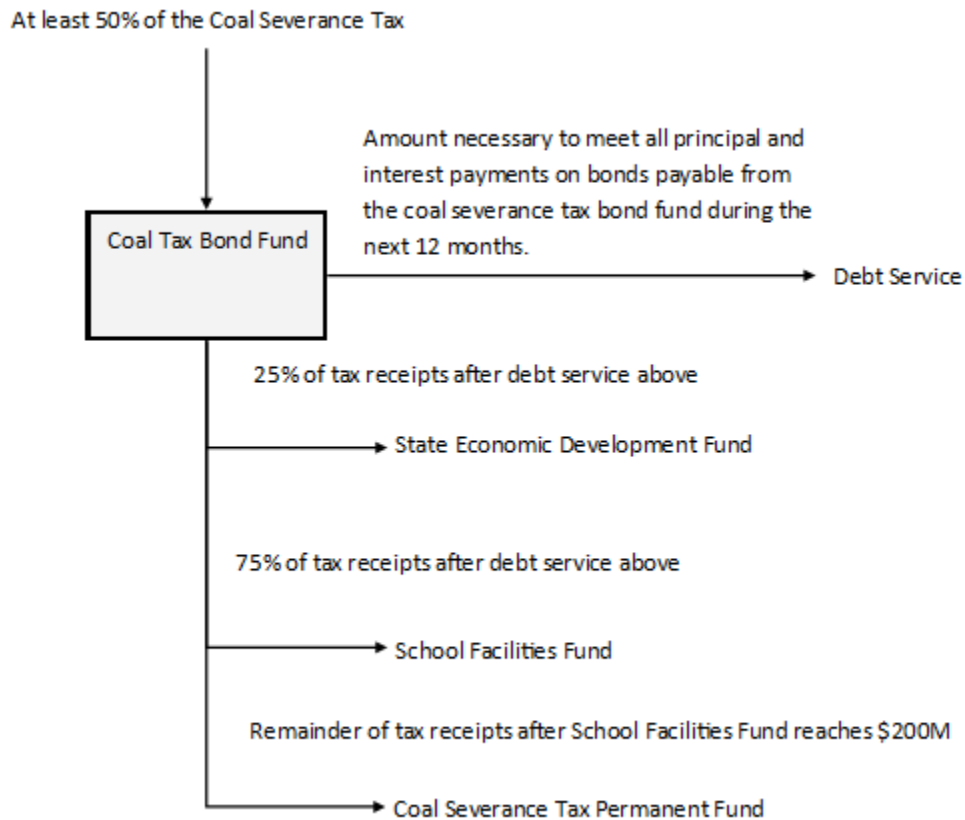 At least 50% of the Coal Severance Tax
Amount necessary to meet all principal and
interest payments on bonds payable from
the coal severance tax bond fund during the
next 12 months.
Coal Tax Bond Fund
Debt Service
25% of tax receipts after debt service above
State Economic Development Fund
75% of tax receipts after debt service above
School Facilities Fund
Remainder of tax receipts after School Facilities Fund reaches $200M
Coal Severance Tax Permanent Fund